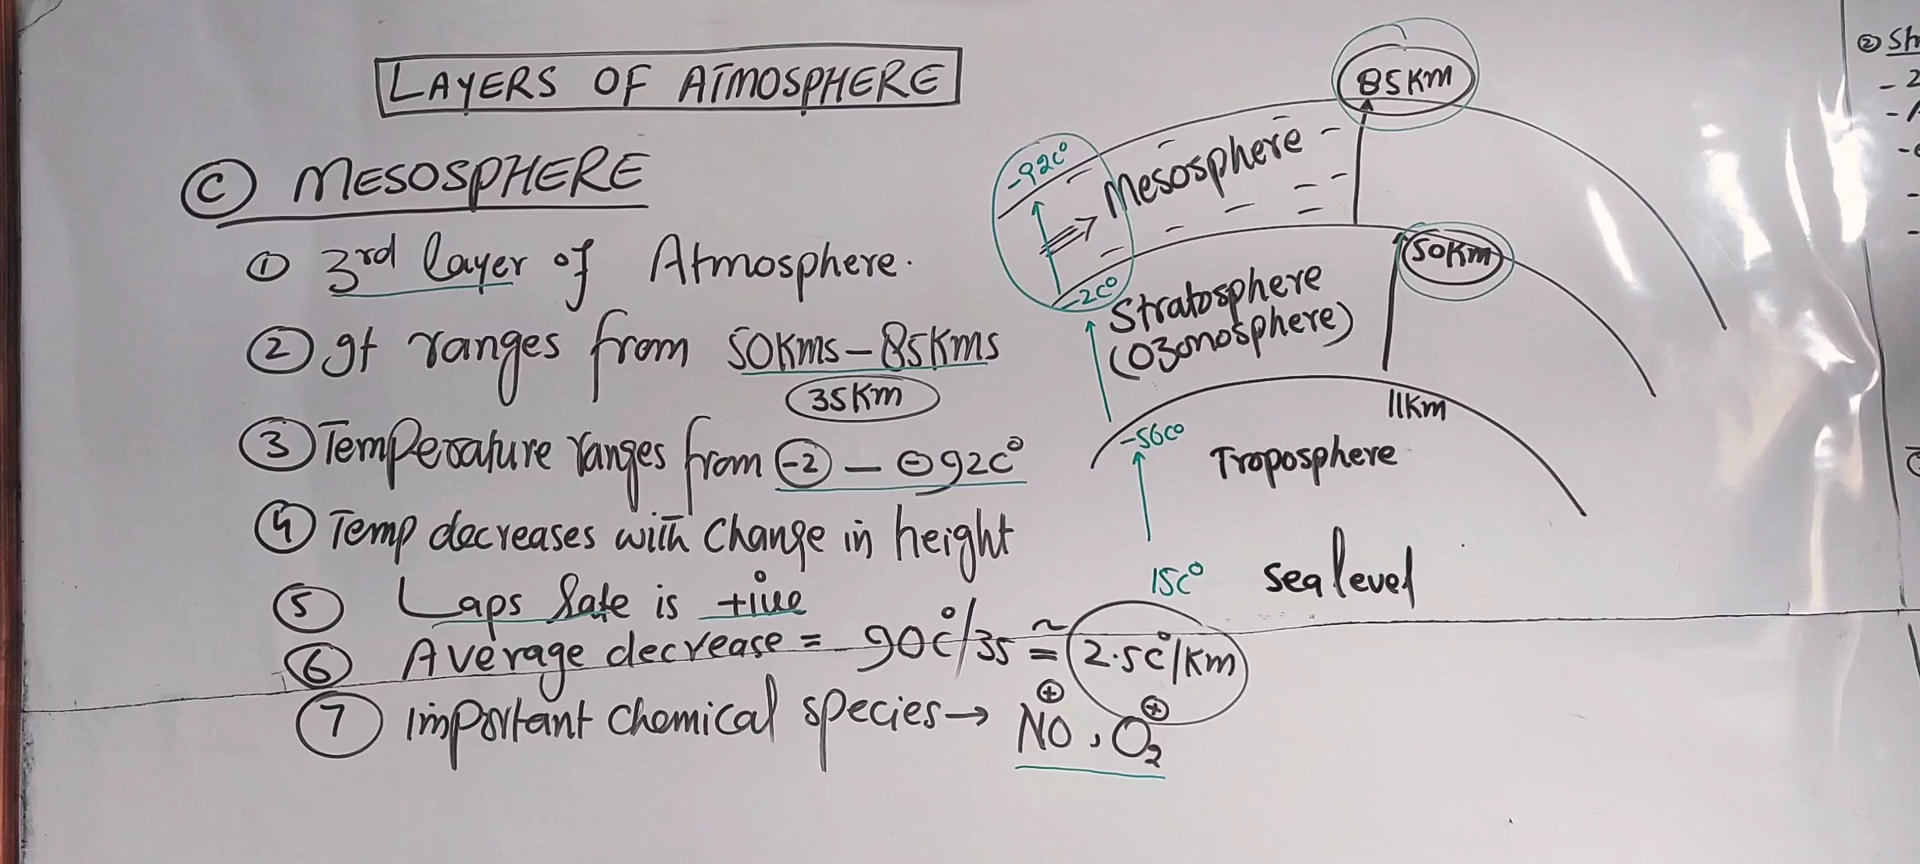 LAYERS OF ATMOSPHERE
C MESOSPHERE
1 3rd layer of Atmosphere.
2 It ranges from 50Kms – 85Kms
35Km
3 Temperature ranges from -2 – -92c°
4 Temp decreases with change in height
5 Laps Rate is +ive
6 Average decrease = 90c°/35 ≅ 2.5c°/Km
7 important chemical species → NO⊕, O₂⊕
85Km
-92c°
Mesosphere
50Km
-2c°
Stratosphere
(Ozonosphere)
11Km
-56c°
Troposphere
15c° Sea level
2